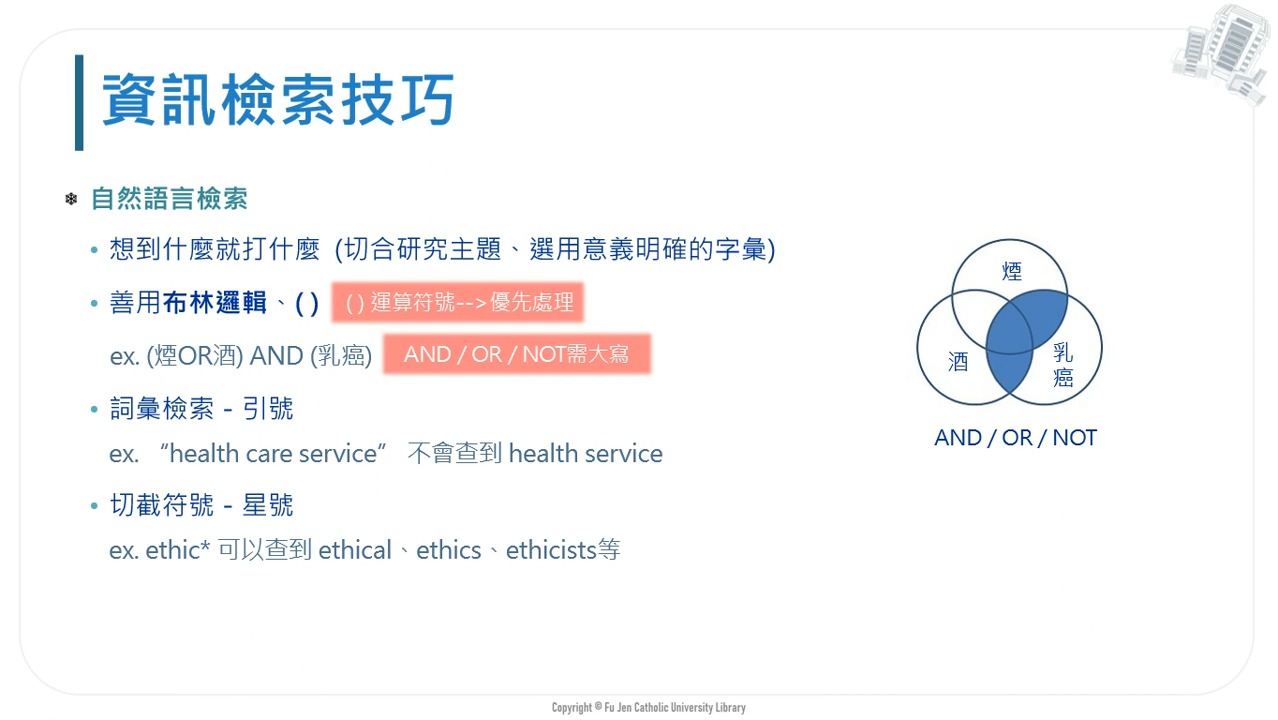 資訊檢索技巧
❄ 自然語言檢索
• 想到什麼就打什麼 (切合研究主題、選用意義明確的字彙)
• 善用布林邏輯、( ) ( ) 運算符號-->優先處理
ex. (煙OR酒) AND (乳癌) AND / OR / NOT需大寫
• 詞彙檢索 - 引號
ex. “health care service” 不會查到 health service
• 切截符號 - 星號
ex. ethic* 可以查到 ethical、ethics、ethicists等
煙
酒
乳
癌
AND / OR / NOT
Copyright © Fu Jen Catholic University Library